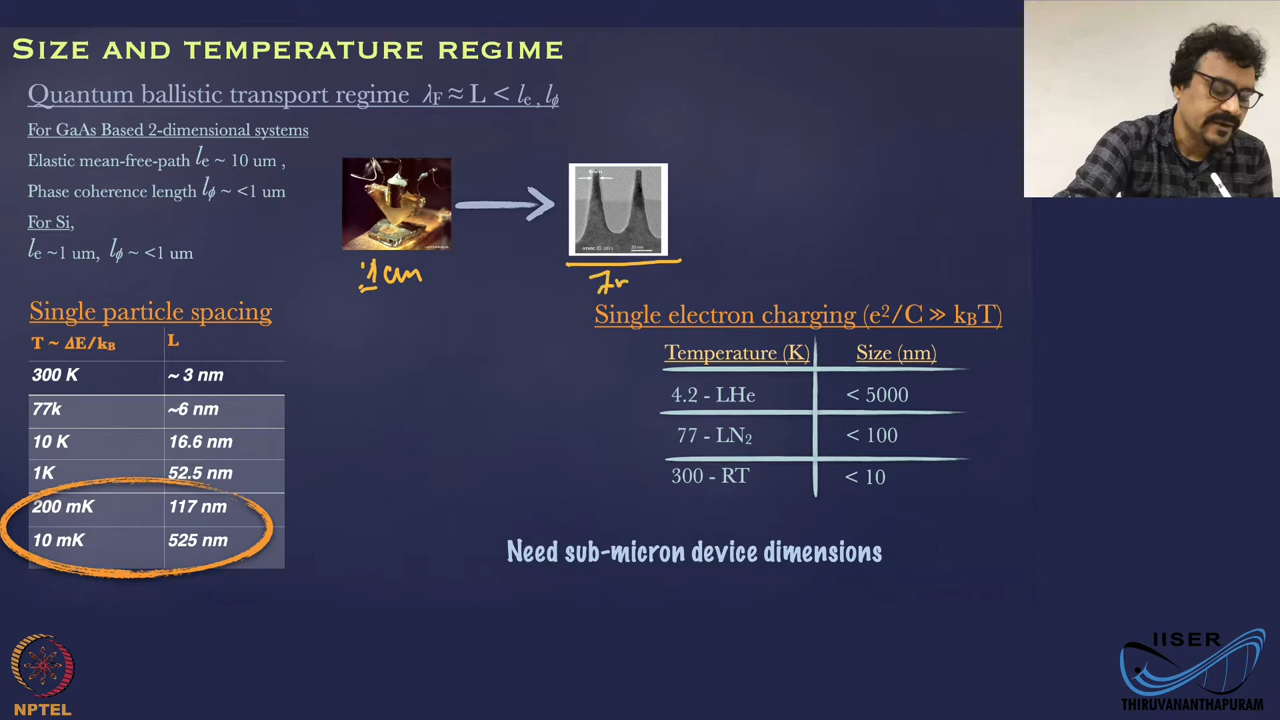 SIZE AND TEMPERATURE REGIME
Quantum ballistic transport regime λF ≈ L < le , lϕ
For GaAs Based 2-dimensional systems
Elastic mean-free-path le ~ 10 um ,
Phase coherence length lϕ ~ <1 um
For Si,
le ~1 um, lϕ ~ <1 um
1cm
20 nm
7n
Single particle spacing
T ~ ΔE/kB L
300 K ~ 3 nm
77k ~6 nm
10 K 16.6 nm
1K 52.5 nm
200 mK 117 nm
10 mK 525 nm
Single electron charging (e²/C ≫ kBT)
Temperature (K) Size (nm)
4.2 - LHe < 5000
77 - LN₂ < 100
300 - RT < 10
Need sub-micron device dimensions
NPTEL
IISER
THIRUVANANTHAPURAM